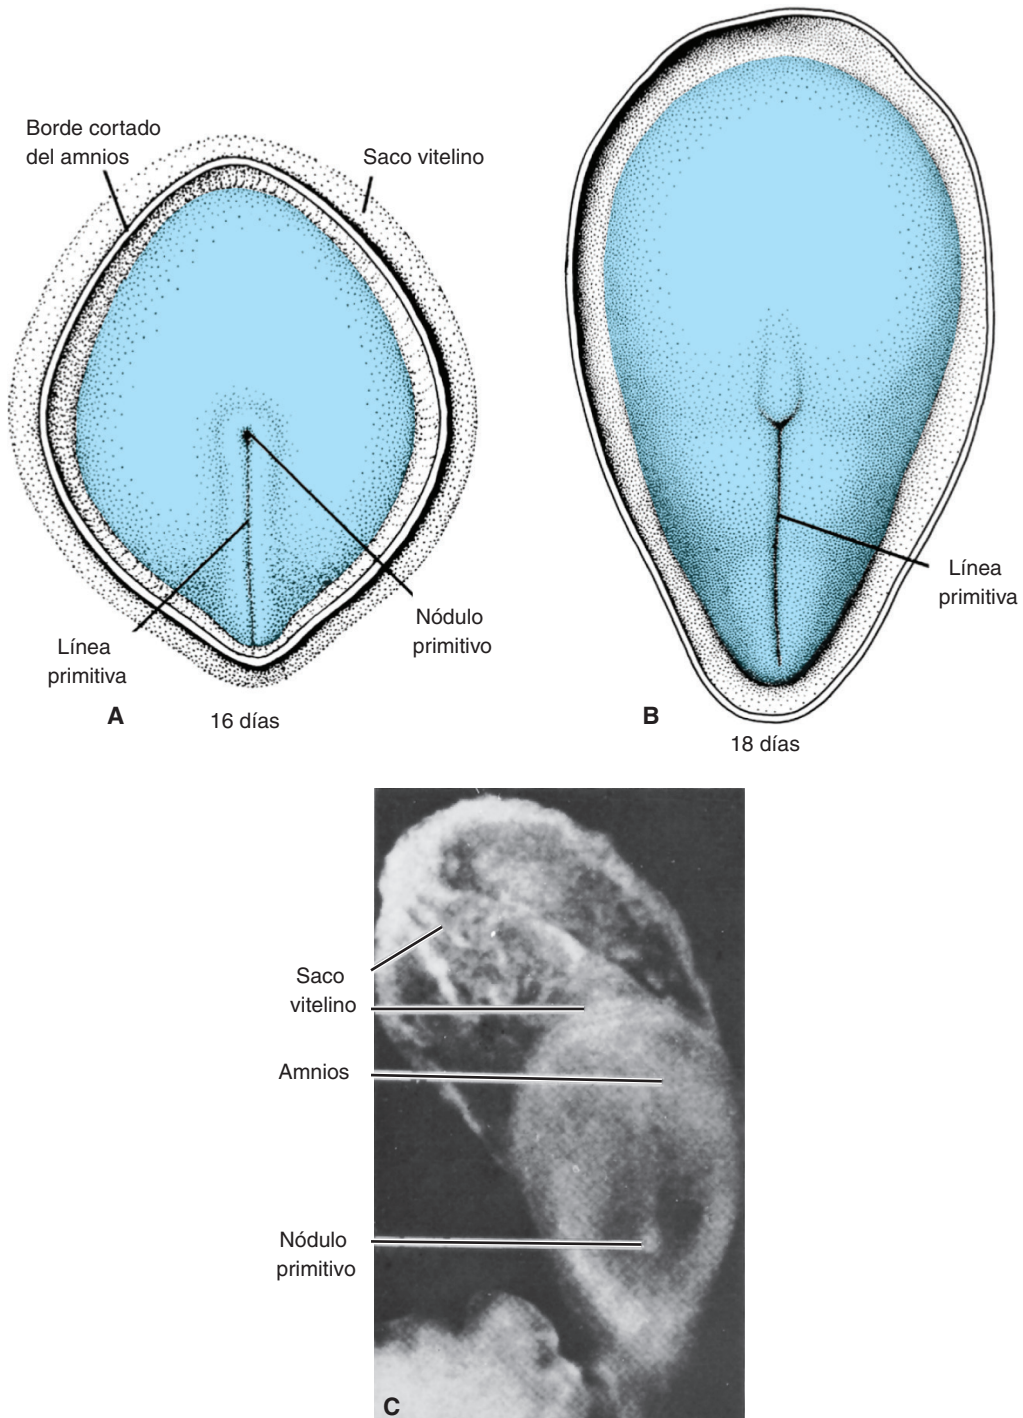 Borde cortado
del amnios
Saco vitelino
Línea
primitiva
Nódulo
primitivo
A
16 días
Línea
primitiva
B
18 días
Saco
vitelino
Amnios
Nódulo
primitivo
C